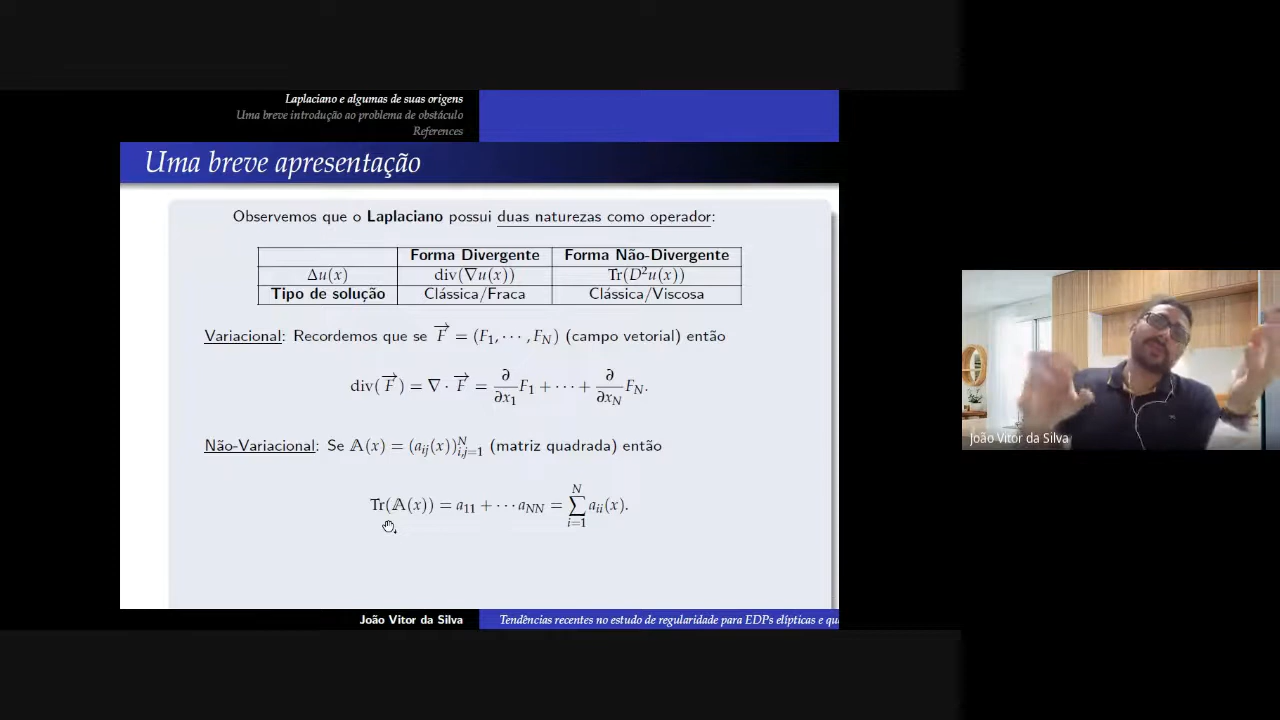 Laplaciano e algumas de suas origens
Uma breve introdução ao problema de obstáculo
References
Uma breve apresentação
Observemos que o Laplaciano possui duas naturezas como operador:
Forma Divergente Forma Não-Divergente
Δu(x) div(∇u(x)) Tr(D²u(x))
Tipo de solução Clássica/Fraca Clássica/Viscosa
Variacional: Recordemos que se F⃗ = (F₁, ⋯ , F_N) (campo vetorial) então
div(F⃗) = ∇ · F⃗ = ∂/∂x₁ F₁ + ⋯ + ∂/∂x_N F_N.
Não-Variacional: Se 𝔸(x) = (a_ij(x))^N_{i,j=1} (matriz quadrada) então
Tr(𝔸(x)) = a₁₁ + ⋯ a_NN = ∑_{i=1}^N a_ii(x).
João Vitor da Silva
João Vitor da Silva Tendências recentes no estudo de regularidade para EDPs elípticas e